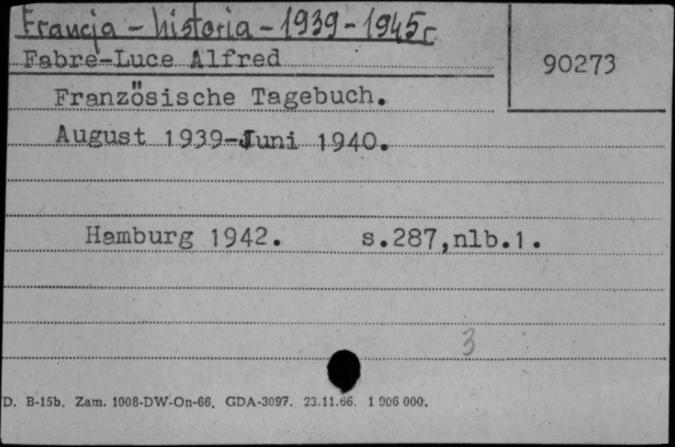 Francja - historia - 1939-1945 r
Fabre-Luce Alfred
90273
Französische Tagebuch.
August 1939-Juni 1940.
Hamburg 1942. s.287,nlb.1.
3
D. B-15b. Zam. 1008-DW-On-66. GDA-3097. 23.11.66. 1 906 000.